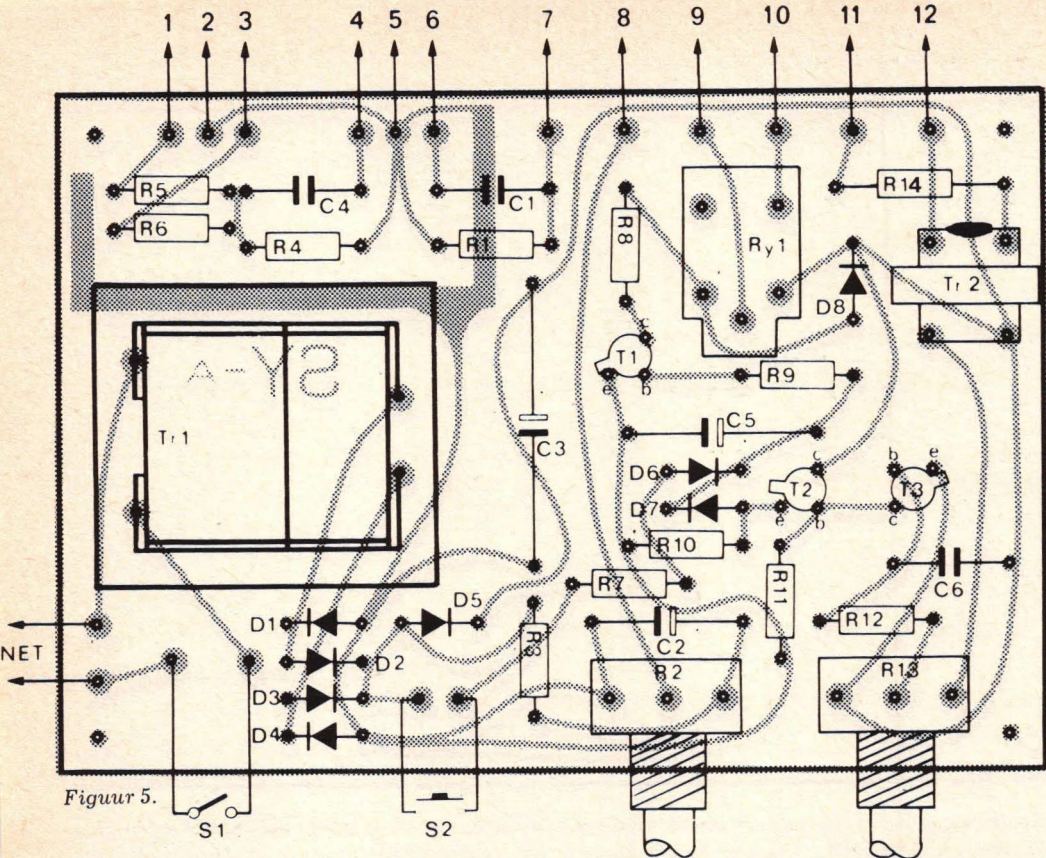 1 2 3 4 5 6 7 8 9 10 11 12
R5
C4
C1
R14
R6
R4
R1
R8
Ry1
Tr 2
D8
T1
c
e
b
R9
A-YS
Tr1
C3
C5
D6
D7
T2
c
e
b
T3
b
e
c
R10
R7
R11
C6
D1
D5
R3
C2
R12
NET
D2
R2
R13
D3
D4
Figuur 5.
S1
S2